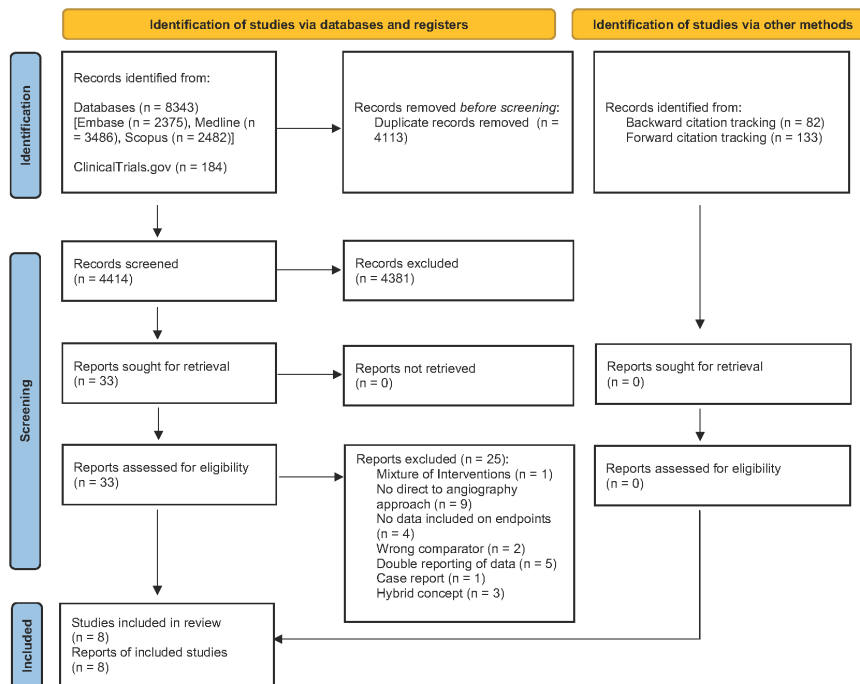 Identification of studies via databases and registers
Identification of studies via other methods
Identification
Records identified from:
Databases (n = 8343)
[Embase (n = 2375), Medline (n
= 3486), Scopus (n = 2482)]
ClinicalTrials.gov (n = 184)
Records removed before screening:
Duplicate records removed (n =
4113)
Records identified from:
Backward citation tracking (n = 82)
Forward citation tracking (n = 133)
Screening
Records screened
(n = 4414)
Records excluded
(n = 4381)
Reports sought for retrieval
(n = 33)
Reports not retrieved
(n = 0)
Reports sought for retrieval
(n = 0)
Reports assessed for eligibility
(n = 33)
Reports excluded (n = 25):
Mixture of Interventions (n = 1)
No direct to angiography
approach (n = 9)
No data included on endpoints
(n = 4)
Wrong comparator (n = 2)
Double reporting of data (n = 5)
Case report (n = 1)
Hybrid concept (n = 3)
Reports assessed for eligibility
(n = 0)
Included
Studies included in review
(n = 8)
Reports of included studies
(n = 8)